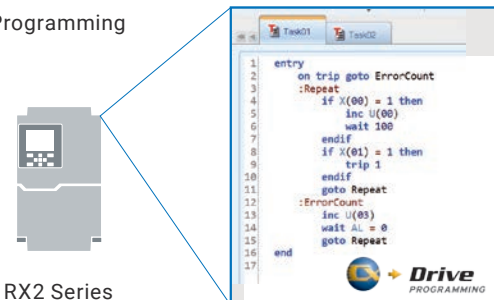 Programming
Task01 Task02
1 entry
2 on trip goto ErrorCount
3 :Repeat
4 if X(00) = 1 then
5 inc U(00)
6 wait 100
7 endif
8 if X(01) = 1 then
9 trip 1
10 endif
11 goto Repeat
12 :ErrorCount
13 inc U(03)
14 wait AL = 0
15 goto Repeat
16 end
17
Drive
PROGRAMMING
RX2 Series